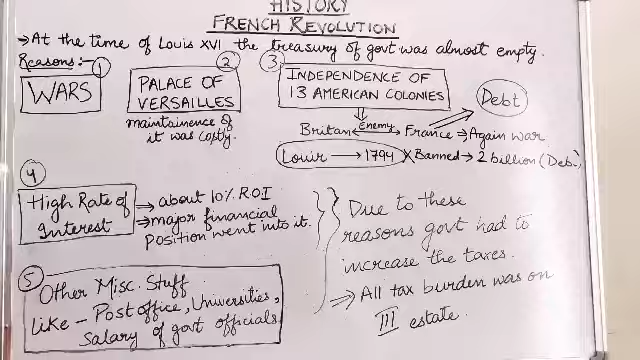 HISTORY
FRENCH REVOLUTION
→ At the time of Louis XVI the treasury of govt was almost empty.
Reasons:-
1
WARS
2
PALACE OF
VERSAILLES
maintainence of
it was costly.
3
INDEPENDENCE OF
13 AMERICAN COLONIES
Debt
Britan ← Enemy → France ⇒ Again war
Louir → 1794 X Banned → 2 billion (Debt)
4
High Rate of
Interest
→ about 10% R.O.I
→ major financial
position went into it.
5
Other Misc. Stuff
Like - Post office, Universities,
Salary of govt officials
Due to these
reasons govt had to
increase the taxes.
⇒ All tax burden was on
III estate.